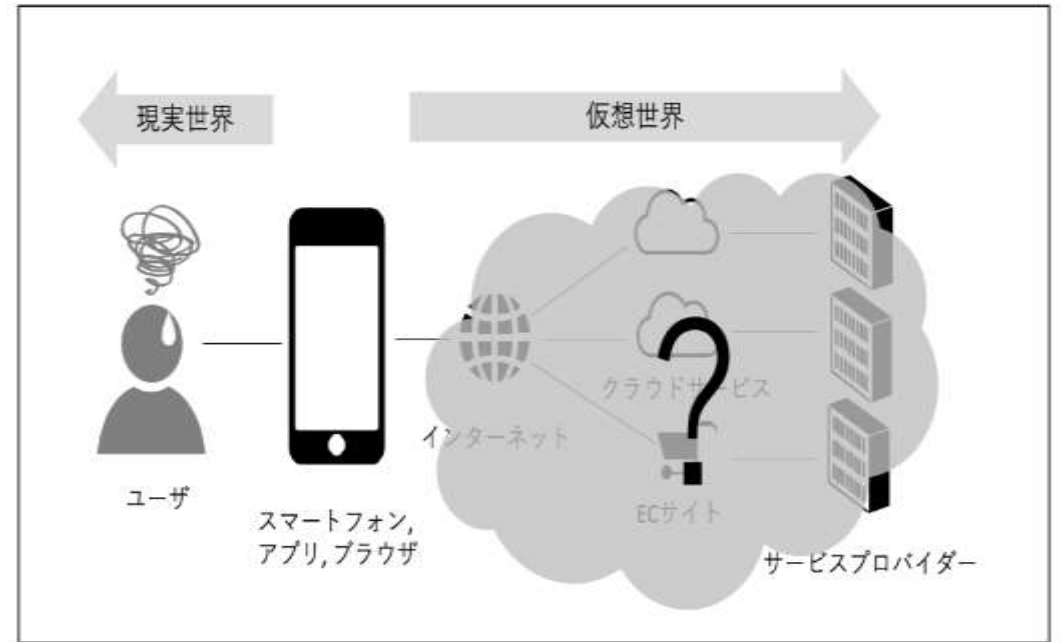 現実世界
仮想世界
クラウドサービス
インターネット
ECサイト
ユーザ
スマートフォン,
アプリ,ブラウザ
サービスプロバイダー